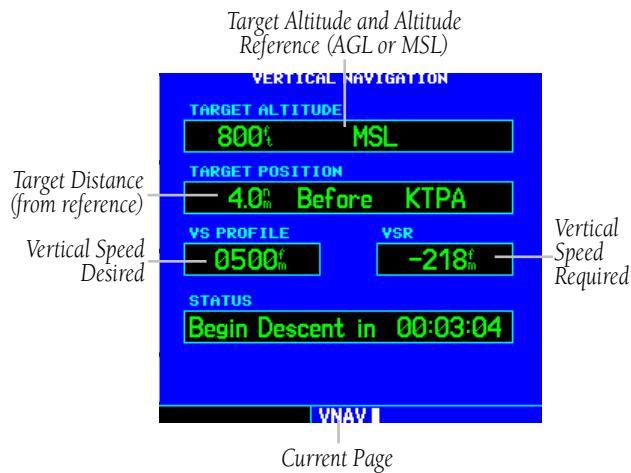 Target Altitude and Altitude
Reference (AGL or MSL)
VERTICAL NAVIGATION
TARGET ALTITUDE
800ft MSL
TARGET POSITION
Target Distance
(from reference)
4.0nm Before KTPA
VS PROFILE
VSR
Vertical Speed
Desired
0500fm
-218fm
Vertical
Speed
Required
STATUS
Begin Descent in 00:03:04
VNAV
Current Page